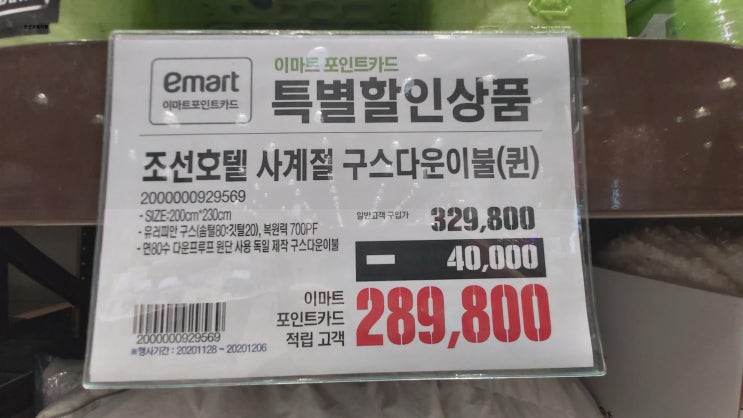 emart
이마트포인트카드
이마트 포인트카드
특별할인상품
조선호텔 사계절 구스다운이불(퀸)
2000000929569
- SIZE:200cm*230cm
- 유러피안 구스(솜털80:깃털20), 복원력 700PF
- 면80수 다운프루프 원단 사용 독일 제작 구스다운이불
일반고객 구입가 329,800
- 40,000
이마트
포인트카드
적립 고객
289,800
2000000929569
※행사기간 : 20201128 ~ 20201206